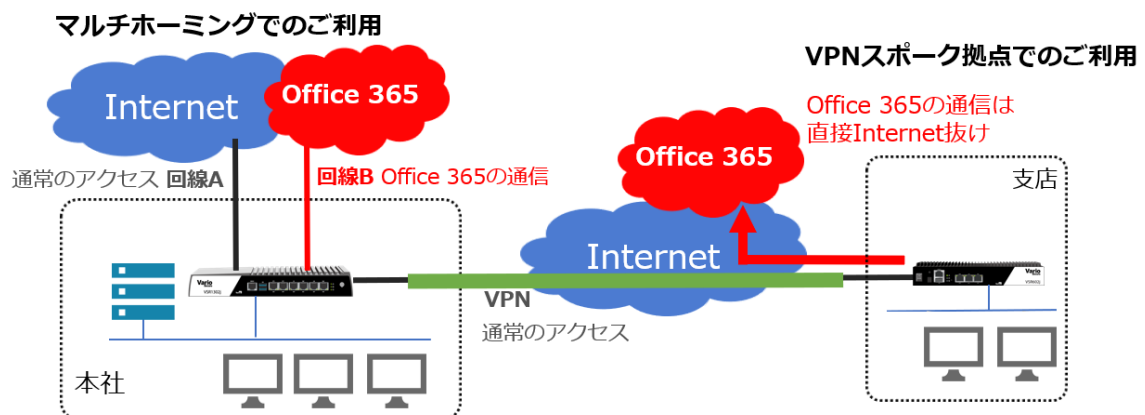 マルチホーミングでのご利用
VPNスポーク拠点でのご利用
Internet
Office 365
Office 365の通信は
直接Internet抜け
Office 365
通常のアクセス 回線A
回線B Office 365の通信
支店
Internet
Vario
Vario
VPN
通常のアクセス
本社